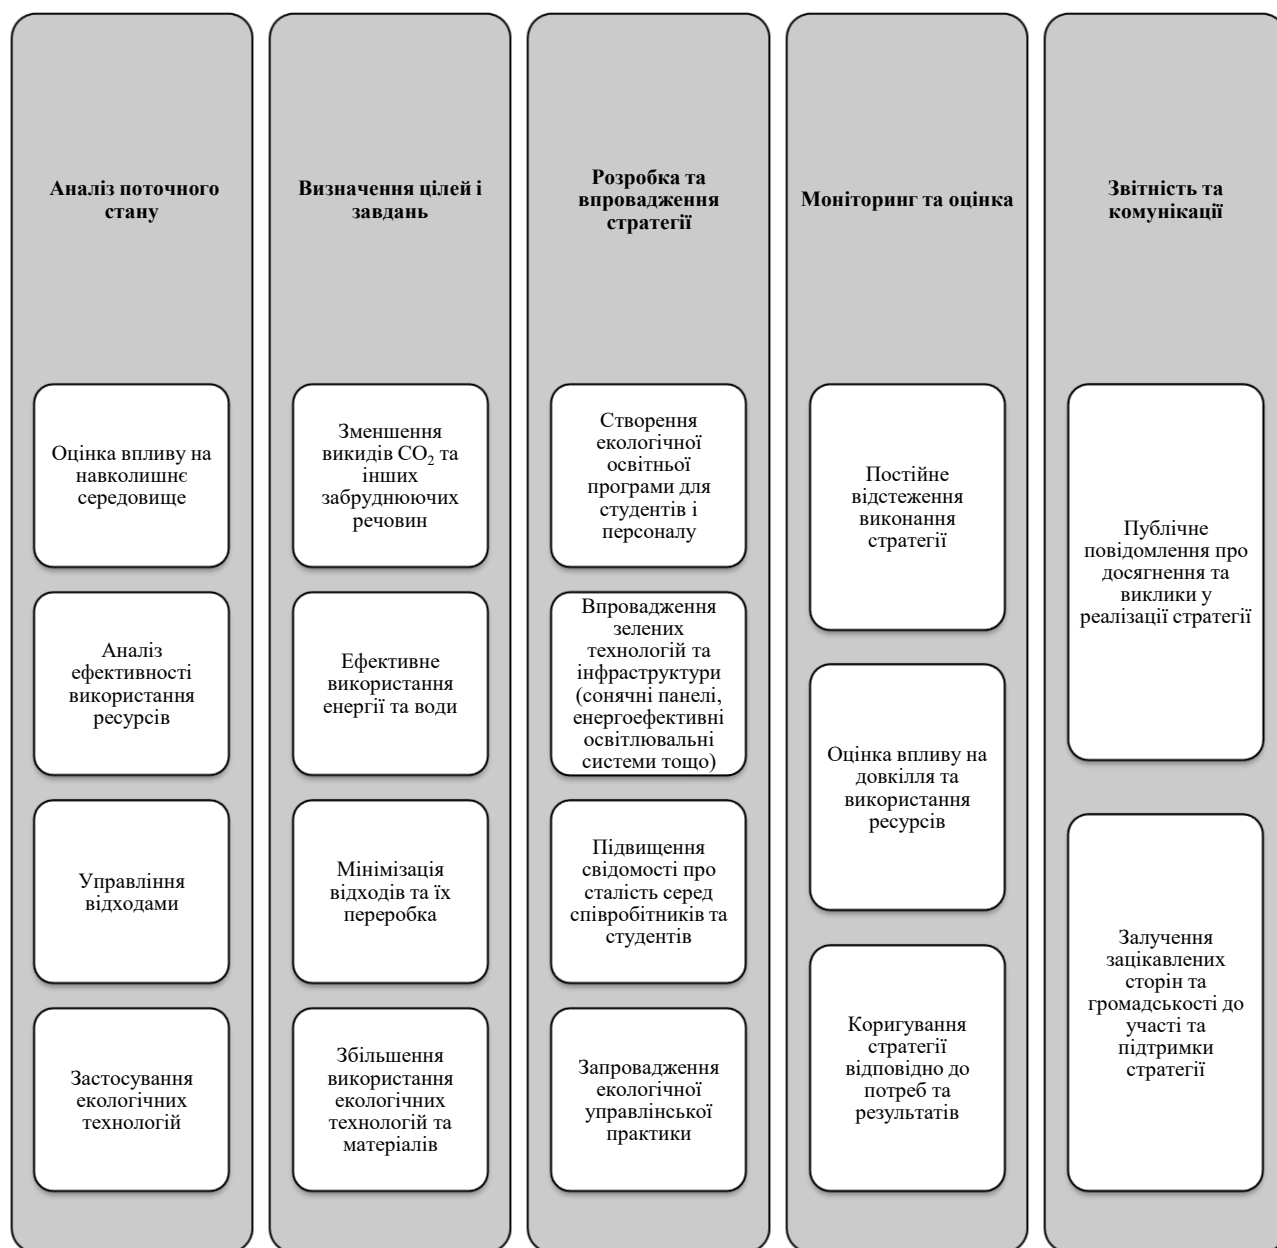 Аналіз поточного
стану
Оцінка впливу на
навколишнє
середовище
Аналіз
ефективності
використання
ресурсів
Управління
відходами
Застосування
екологічних
технологій
Визначення цілей і
завдань
Зменшення
викидів CO₂ та
інших
забруднюючих
речовин
Ефективне
використання
енергії та води
Мінімізація
відходів та їх
переробка
Збільшення
використання
екологічних
технологій та
матеріалів
Розробка та
впровадження
стратегії
Створення
екологічної
освітньої
програми для
студентів і
персоналу
Впровадження
зелених
технологій та
інфраструктури
(сонячні панелі,
енергоефективні
освітлювальні
системи тощо)
Підвищення
свідомості про
сталість серед
співробітників та
студентів
Запровадження
екологічної
управлінської
практики
Моніторинг та оцінка
Постійне
відстеження
виконання
стратегії
Оцінка впливу на
довкілля та
використання
ресурсів
Коригування
стратегії
відповідно до
потреб та
результатів
Звітність та
комунікації
Публічне
повідомлення про
досягнення та
виклики у
реалізації стратегії
Залучення
зацікавлених
сторін та
громадськості до
участі та
підтримки
стратегії